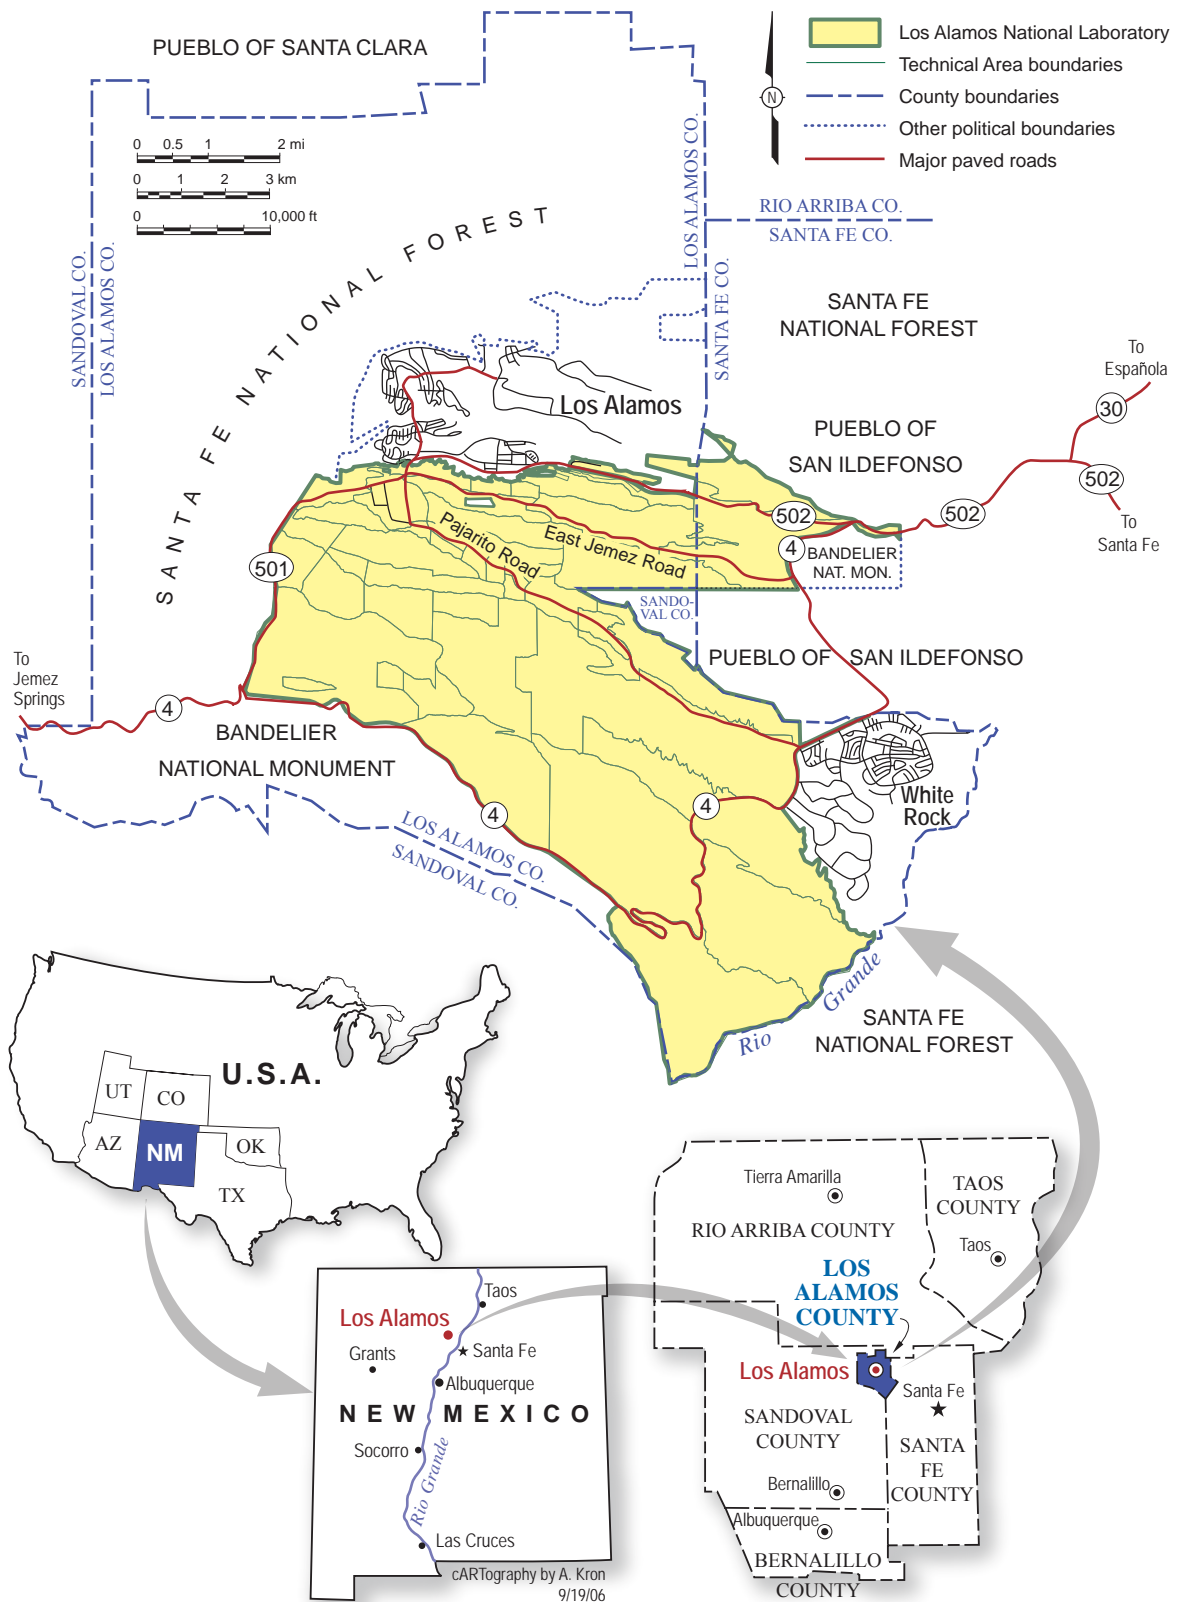 PUEBLO OF SANTA CLARA
Los Alamos National Laboratory
Technical Area boundaries
County boundaries
Other political boundaries
Major paved roads
N
0 0.5 1 2 mi
0 1 2 3 km
0 10,000 ft
SANDOVAL CO.
LOS ALAMOS CO.
LOS ALAMOS CO.
SANTA FE CO.
RIO ARRIBA CO.
SANTA FE CO.
SANTA FE NATIONAL FOREST
SANTA FE
NATIONAL FOREST
To
Española
30
502
To
Santa Fe
Los Alamos
PUEBLO OF
SAN ILDEFONSO
502
502
4
BANDELIER
NAT. MON.
East Jemez Road
Pajarito Road
501
SANDO-
VAL CO.
PUEBLO OF SAN ILDEFONSO
To
Jemez
Springs
4
BANDELIER
NATIONAL MONUMENT
4
4
White
Rock
LOS ALAMOS CO.
SANDOVAL CO.
Rio Grande
SANTA FE
NATIONAL FOREST
U.S.A.
UT
CO
AZ
NM
OK
TX
Taos
Los Alamos
Santa Fe
Grants
Albuquerque
NEW MEXICO
Socorro
Rio Grande
Las Cruces
cARTography by A. Kron
9/19/06
Tierra Amarilla
RIO ARRIBA COUNTY
TAOS
COUNTY
Taos
LOS
ALAMOS
COUNTY
Los Alamos
Santa Fe
SANDOVAL
COUNTY
SANTA
FE
COUNTY
Bernalillo
Albuquerque
BERNALILLO
COUNTY